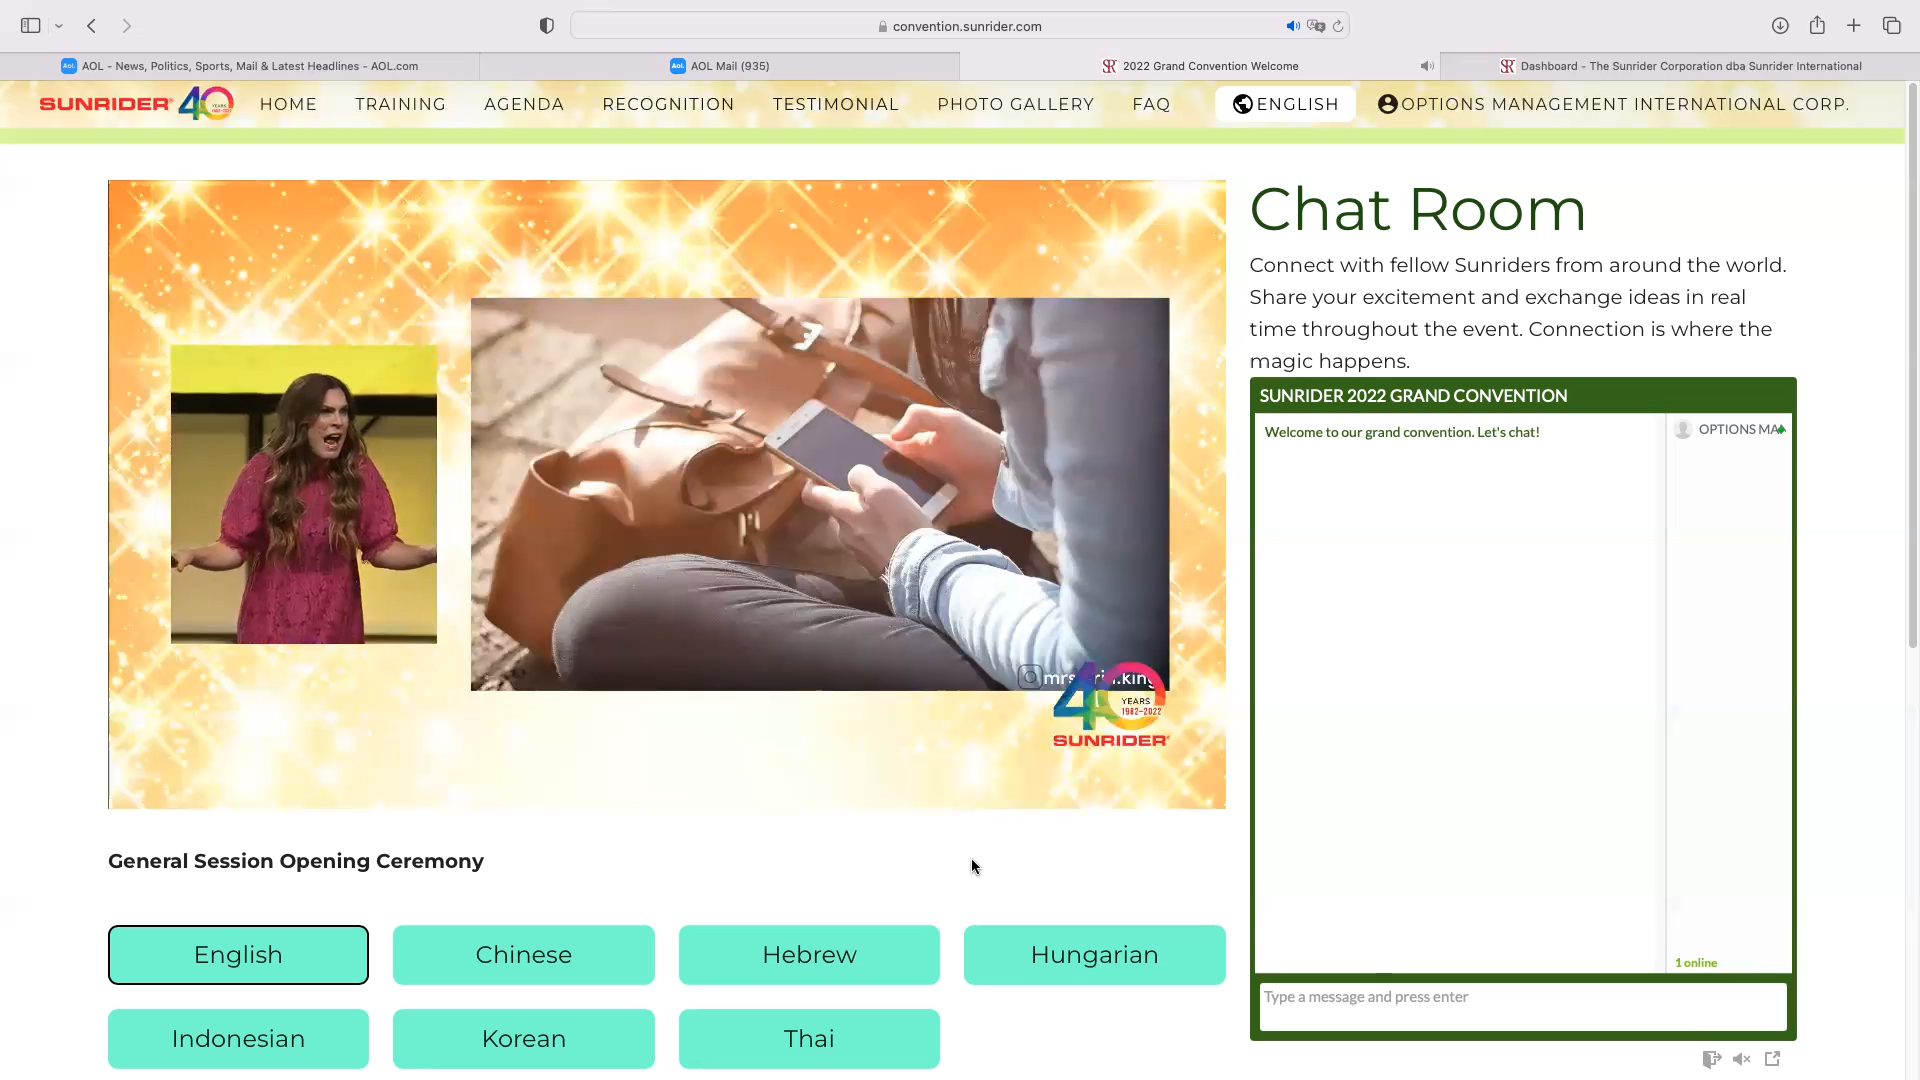 convention.sunrider.com
AOL - News, Politics, Sports, Mail & Latest Headlines - AOL.com
AOL Mail (935)
2022 Grand Convention Welcome
Dashboard - The Sunrider Corporation dba Sunrider International
SUNRIDER 40 YEARS
HOME
TRAINING
AGENDA
RECOGNITION
TESTIMONIAL
PHOTO GALLERY
FAQ
ENGLISH
OPTIONS MANAGEMENT INTERNATIONAL CORP.
Chat Room
Connect with fellow Sunriders from around the world.
Share your excitement and exchange ideas in real
time throughout the event. Connection is where the
magic happens.
SUNRIDER 2022 GRAND CONVENTION
Welcome to our grand convention. Let's chat!
OPTIONS MA
1 online
Type a message and press enter
40
YEARS
1982-2022
SUNRIDER
General Session Opening Ceremony
English
Chinese
Hebrew
Hungarian
Indonesian
Korean
Thai